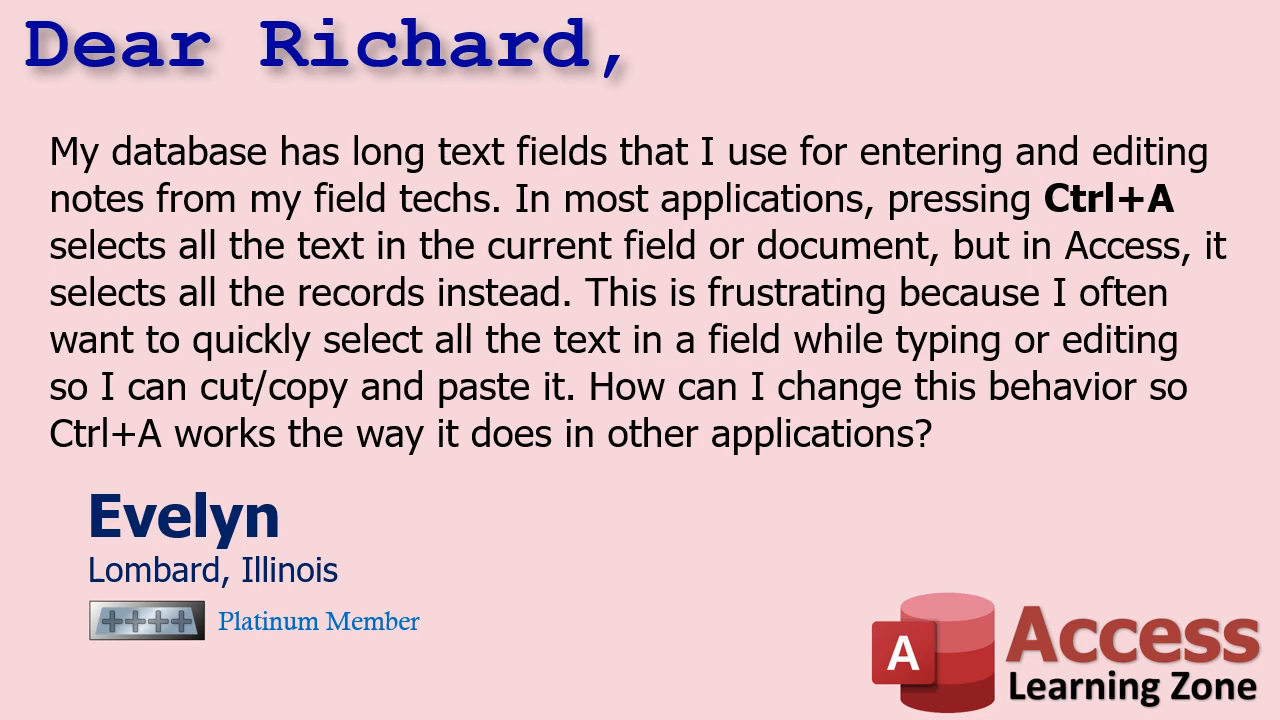 Dear Richard,
My database has long text fields that I use for entering and editing
notes from my field techs. In most applications, pressing Ctrl+A
selects all the text in the current field or document, but in Access, it
selects all the records instead. This is frustrating because I often
want to quickly select all the text in a field while typing or editing
so I can cut/copy and paste it. How can I change this behavior so
Ctrl+A works the way it does in other applications?
Evelyn
Lombard, Illinois
++++ Platinum Member
A Access
Learning Zone